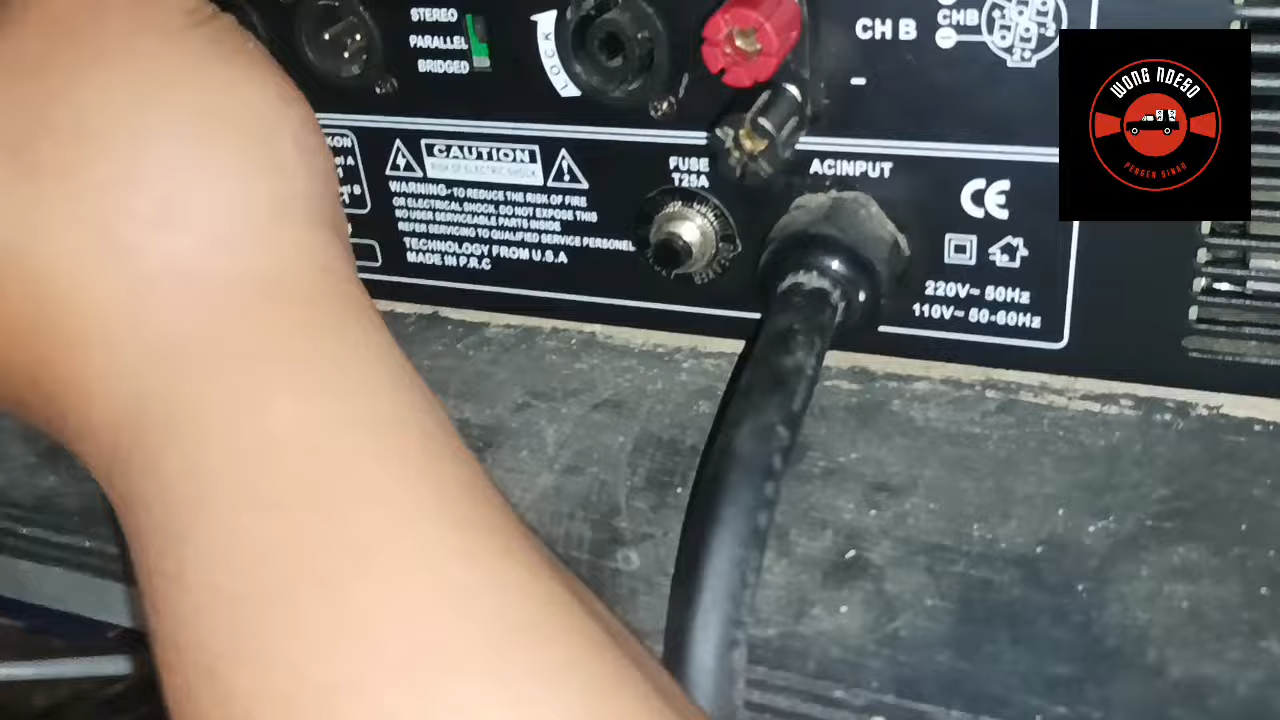 STEREO
PARALLEL
BRIDGED
LOCK
CH B
CHB
-
CAUTION
RISK OF ELECTRIC SHOCK
WARNING-TO REDUCE THE RISK OF FIRE
OR ELECTRICAL SHOCK. DO NOT EXPOSE THIS
NO USER SERVICEABLE PARTS INSIDE
REFER SERVICING TO QUALIFIED SERVICE PERSONEL
TECHNOLOGY FROM U.S.A
MADE IN P.R.C
FUSE
T25A
BREAKER
ACINPUT
CE
220V~ 50Hz
110V~ 50-60Hz
WONG NDESO
PENGEN SINAU